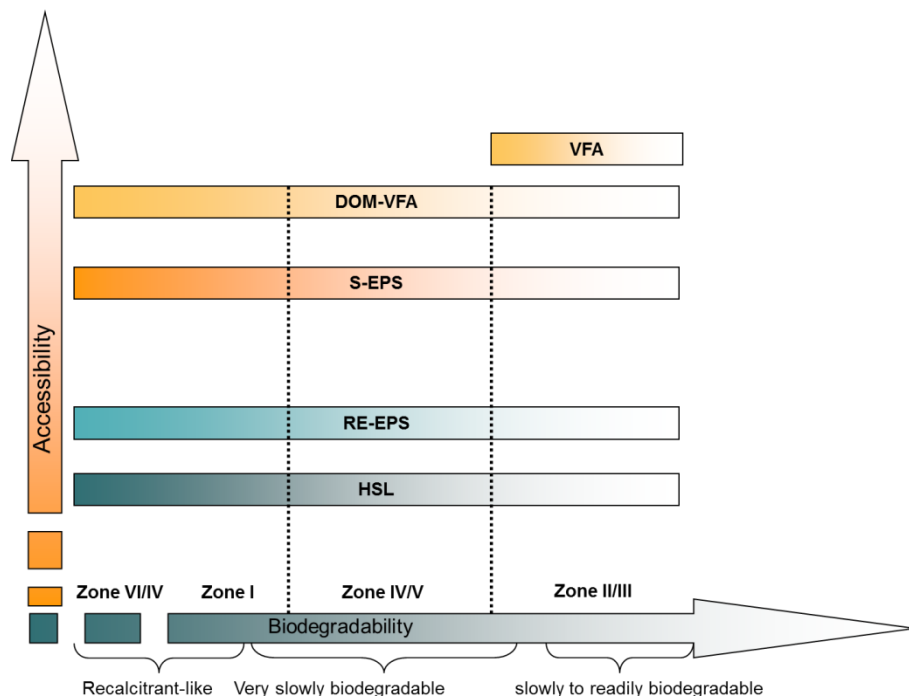 VFA
DOM-VFA
S-EPS
Accessibility
RE-EPS
HSL
Zone VI/IV Zone I Zone IV/V Zone II/III
Biodegradability
Recalcitrant-like Very slowly biodegradable slowly to readily biodegradable